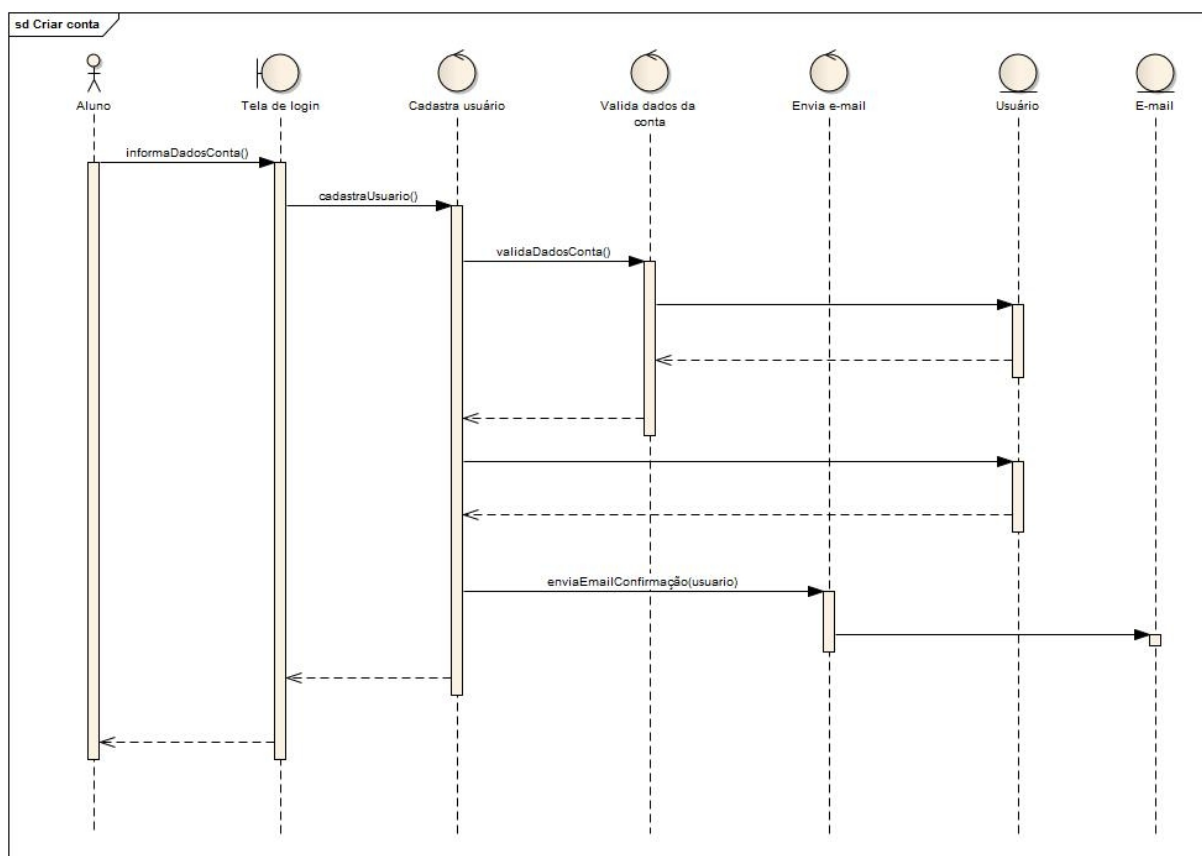 sd Criar conta
Aluno
Tela de login
Cadastra usuário
Valida dados da
conta
Envia e-mail
Usuário
E-mail
informaDadosConta()
cadastraUsuario()
validaDadosConta()
enviaEmailConfirmação(usuario)